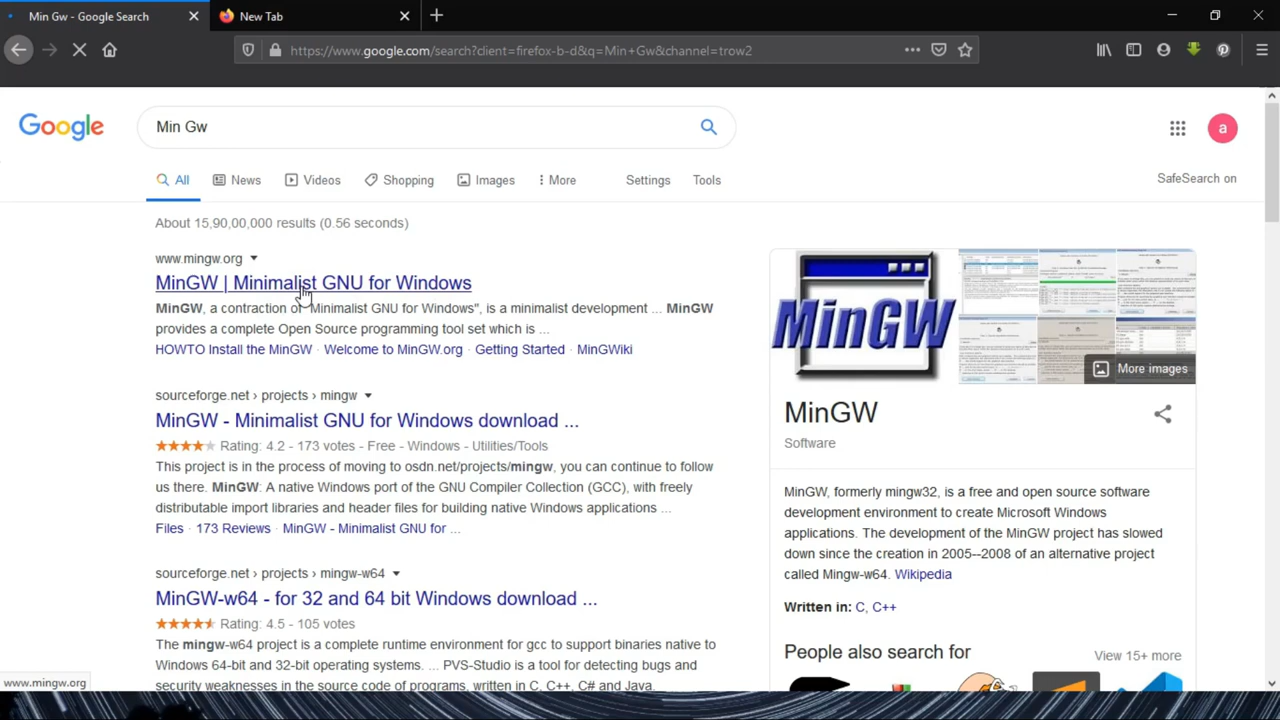 Min Gw - Google Search
New Tab
https://www.google.com/search?client=firefox-b-d&q=Min+Gw&channel=trow2
Google
Min Gw
a
All
News
Videos
Shopping
Images
More
Settings
Tools
SafeSearch on
About 15,90,00,000 results (0.56 seconds)
www.mingw.org
MinGW | Minimalist GNU for Windows
MinGW, a contraction of "Minimalist GNU for Windows", is a minimalist development ... MinGW
provides a complete Open Source programming tool set which is ...
HOWTO Install the MinGW · Welcome to MinGW.org · Getting Started · MinGWiki
sourceforge.net › projects › mingw
MinGW - Minimalist GNU for Windows download ...
Rating: 4.2 - 173 votes - Free - Windows - Utilities/Tools
This project is in the process of moving to osdn.net/projects/mingw, you can continue to follow
us there. MinGW: A native Windows port of the GNU Compiler Collection (GCC), with freely
distributable import libraries and header files for building native Windows applications ...
Files · 173 Reviews · MinGW - Minimalist GNU for ...
sourceforge.net › projects › mingw-w64
MinGW-w64 - for 32 and 64 bit Windows download ...
Rating: 4.5 - 105 votes
The mingw-w64 project is a complete runtime environment for gcc to support binaries native to
Windows 64-bit and 32-bit operating systems. ... PVS-Studio is a tool for detecting bugs and
security weaknesses in the source code of programs, written in C, C++, C# and Java.
www.mingw.org
MinGW
More images
MinGW
Software
MinGW, formerly mingw32, is a free and open source software
development environment to create Microsoft Windows
applications. The development of the MinGW project has slowed
down since the creation in 2005--2008 of an alternative project
called Mingw-w64. Wikipedia
Written in: C, C++
People also search for
View 15+ more